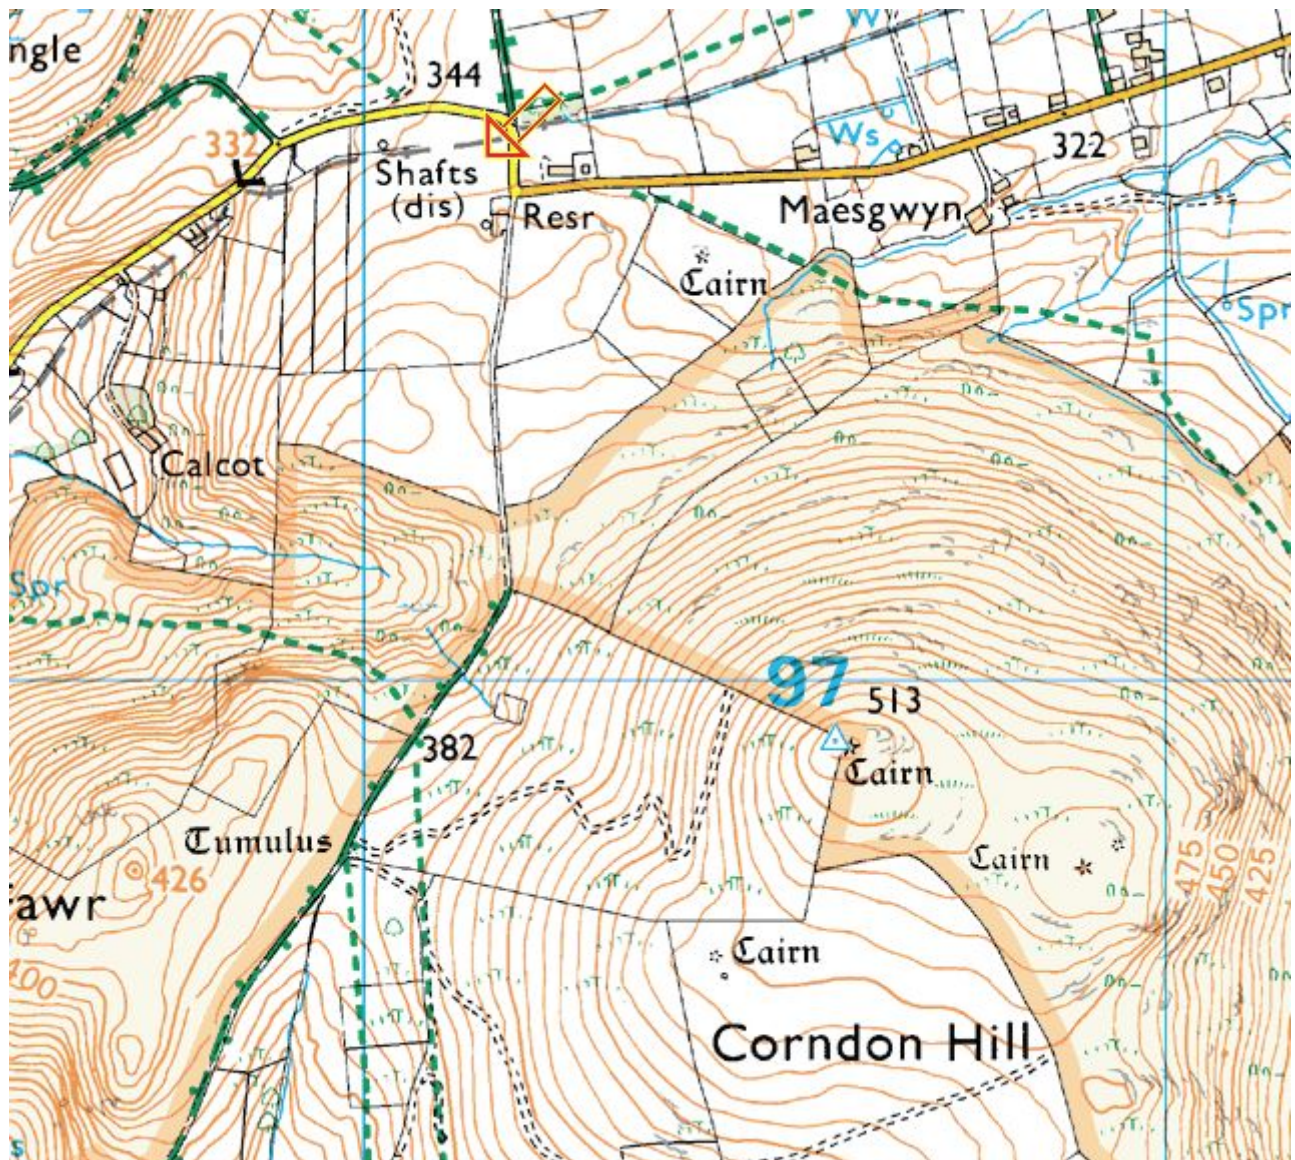 ngle
344
W
332
Shafts
(dis)
Resr
Ws
322
Maesgwyn
Cairn
Spr
Calcot
Spr
97
513
382
Cairn
Tumulus
Cairn
426
475
450
425
awr
Cairn
400
Corndon Hill
s